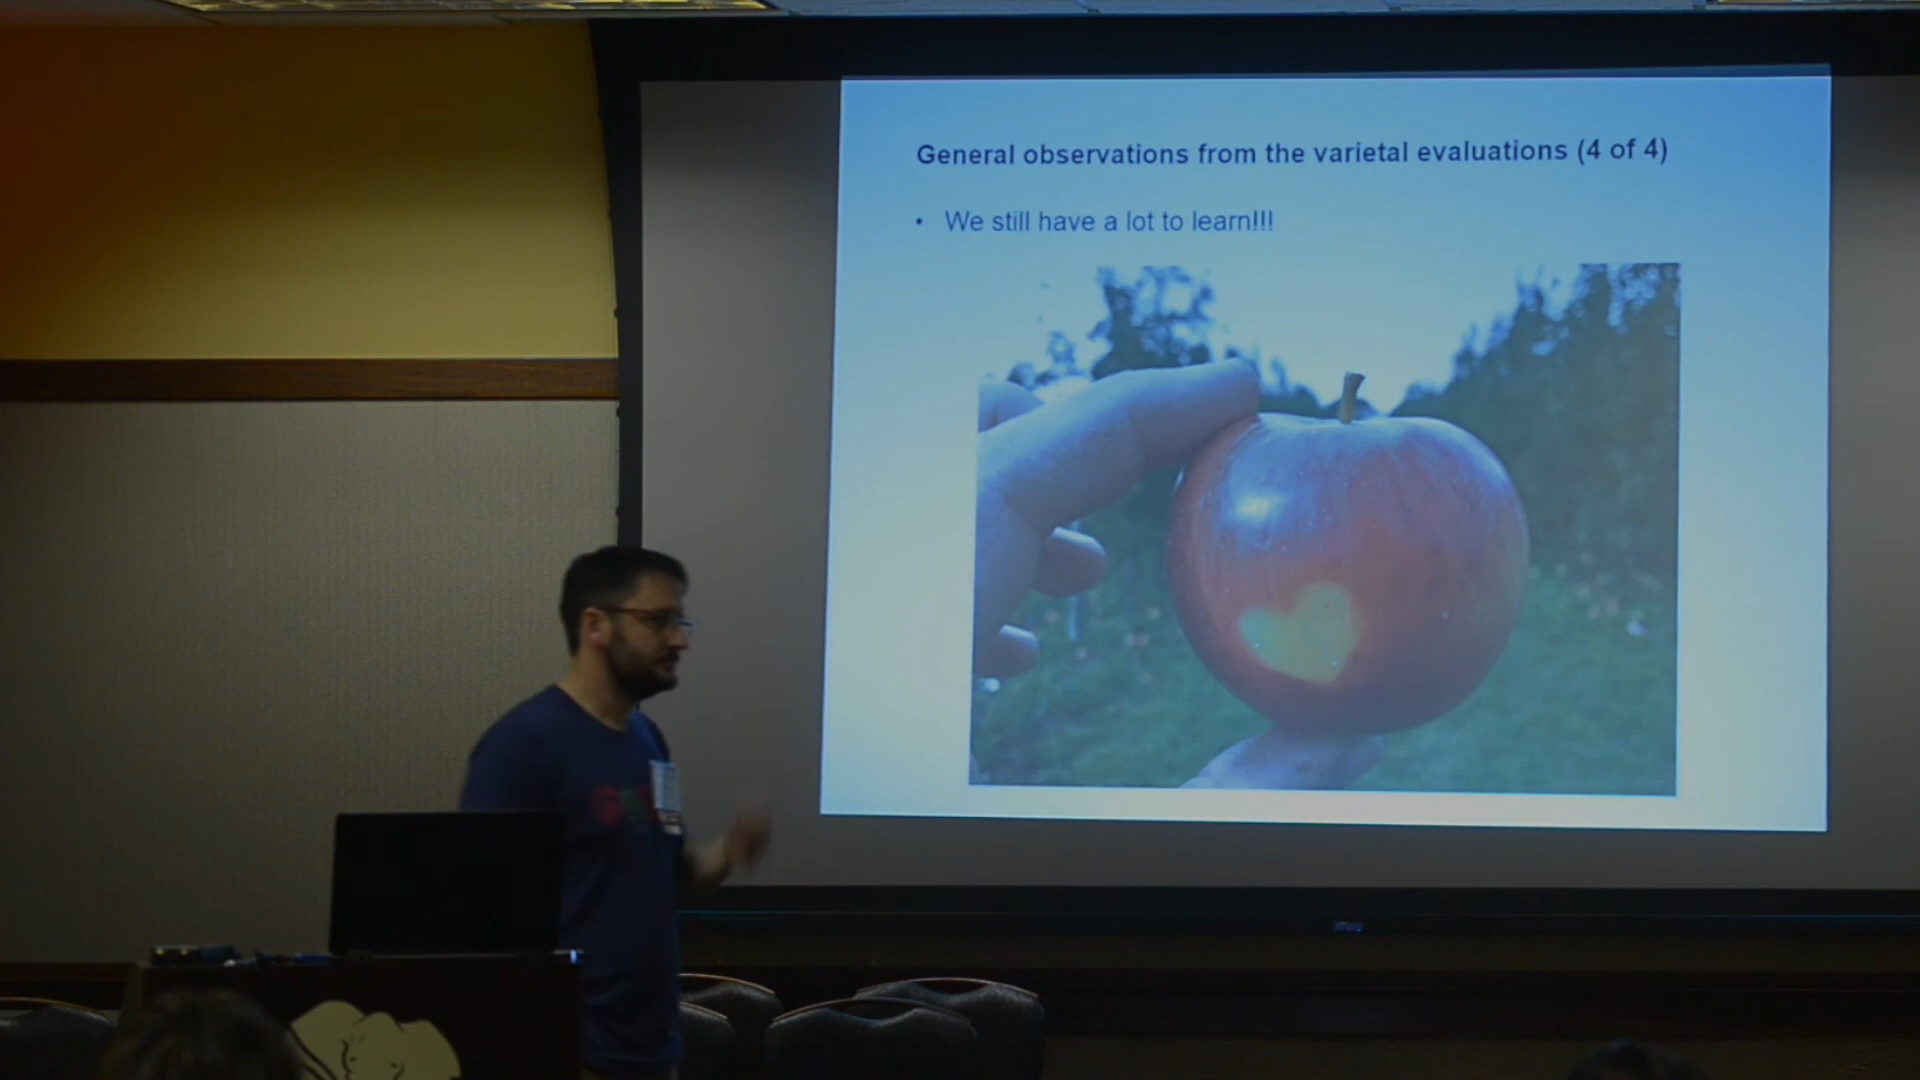 General observations from the varietal evaluations (4 of 4)
• We still have a lot to learn!!!